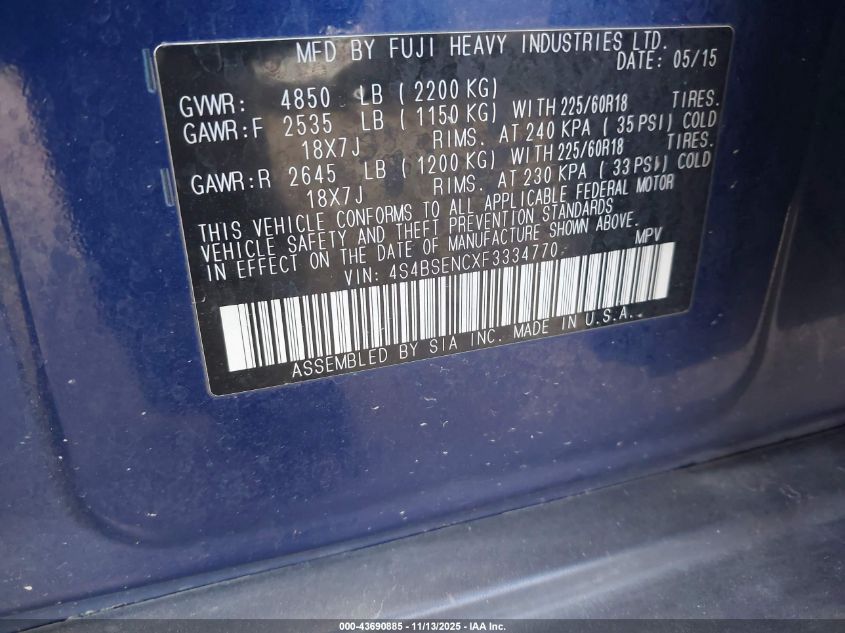 MFD BY FUJI HEAVY INDUSTRIES LTD.
DATE: 05/15
GVWR: 4850 LB (2200 KG)
GAWR:F 2535 LB (1150 KG) WITH 225/60R18 TIRES.
18X7J RIMS. AT 240 KPA (35 PSI) COLD
GAWR:R 2645 LB (1200 KG) WITH 225/60R18 TIRES.
18X7J RIMS. AT 230 KPA (33 PSI) COLD
THIS VEHICLE CONFORMS TO ALL APPLICABLE FEDERAL MOTOR
VEHICLE SAFETY AND THEFT PREVENTION STANDARDS
IN EFFECT ON THE DATE OF MANUFACTURE SHOWN ABOVE.
VIN: 4S4BSENCXF3334770 MPV
ASSEMBLED BY SIA INC. MADE IN U.S.A.
000-43690885 - 11/13/2025 - IAA Inc.